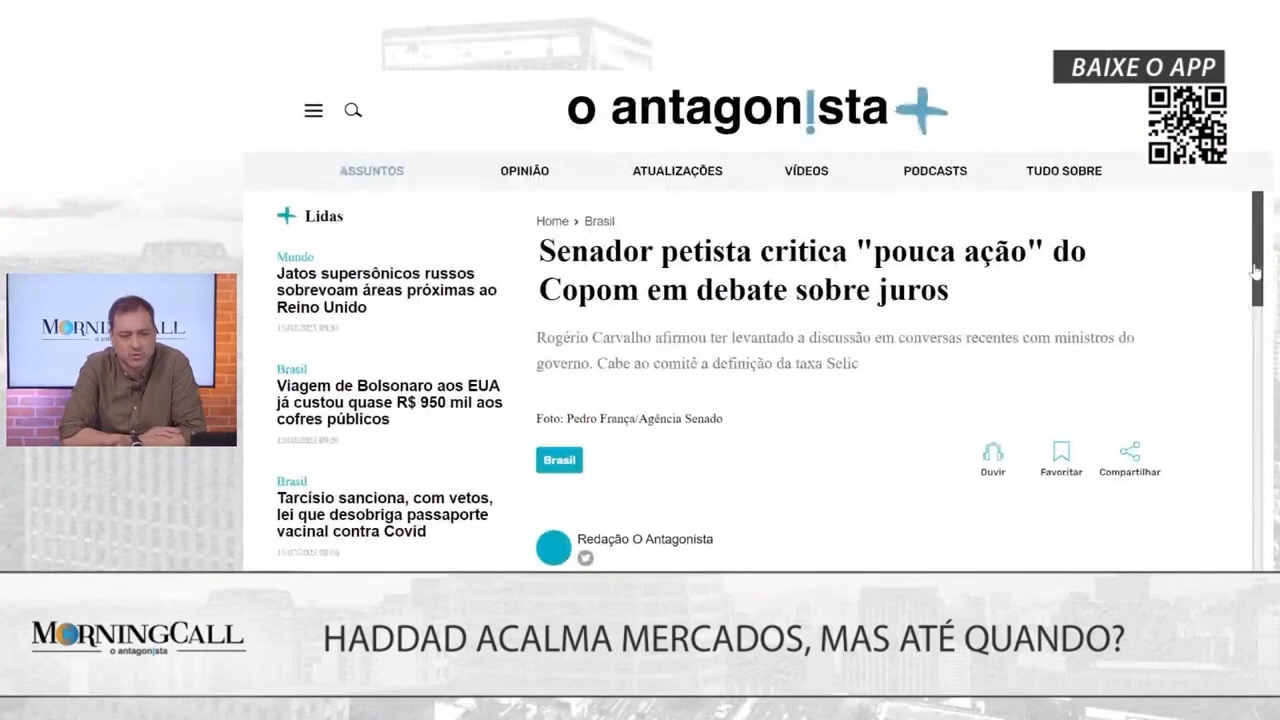 BAIXE O APP
o antagon!sta+
ASSUNTOS
OPINIÃO
ATUALIZAÇÕES
VÍDEOS
PODCASTS
TUDO SOBRE
+ Lidas
Mundo
Jatos supersônicos russos
sobrevoam áreas próximas ao
Reino Unido
Brasil
Viagem de Bolsonaro aos EUA
já custou quase R$ 950 mil aos
cofres públicos
Brasil
Tarcísio sanciona, com vetos,
lei que desobriga passaporte
vacinal contra Covid
Home › Brasil
Senador petista critica "pouca ação" do
Copom em debate sobre juros
Rogério Carvalho afirmou ter levantado a discussão em conversas recentes com ministros do
governo. Cabe ao comitê a definição da taxa Selic
Foto: Pedro França/Agência Senado
Brasil
Ouvir
Favoritar
Compartilhar
Redação O Antagonista
MORNINGCALL
MORNINGCALL
o antagon!sta
HADDAD ACALMA MERCADOS, MAS ATÉ QUANDO?